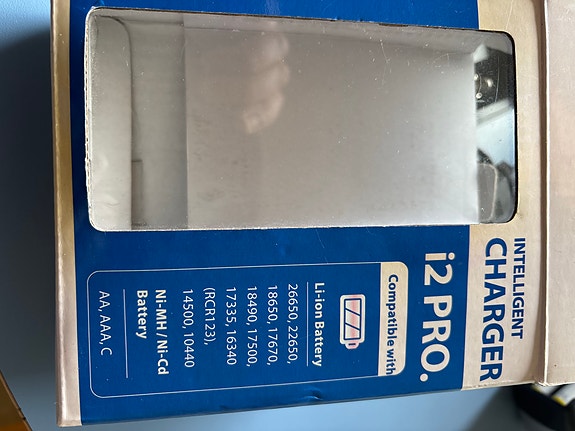 INTELLIGENT
CHARGER
i2 PRO.
Compatible with
Li-ion Battery
26650, 22650,
18650, 17670,
18490, 17500,
17335, 16340
(RCR123),
14500, 10440
Ni-MH / Ni-Cd
Battery
AA, AAA, C